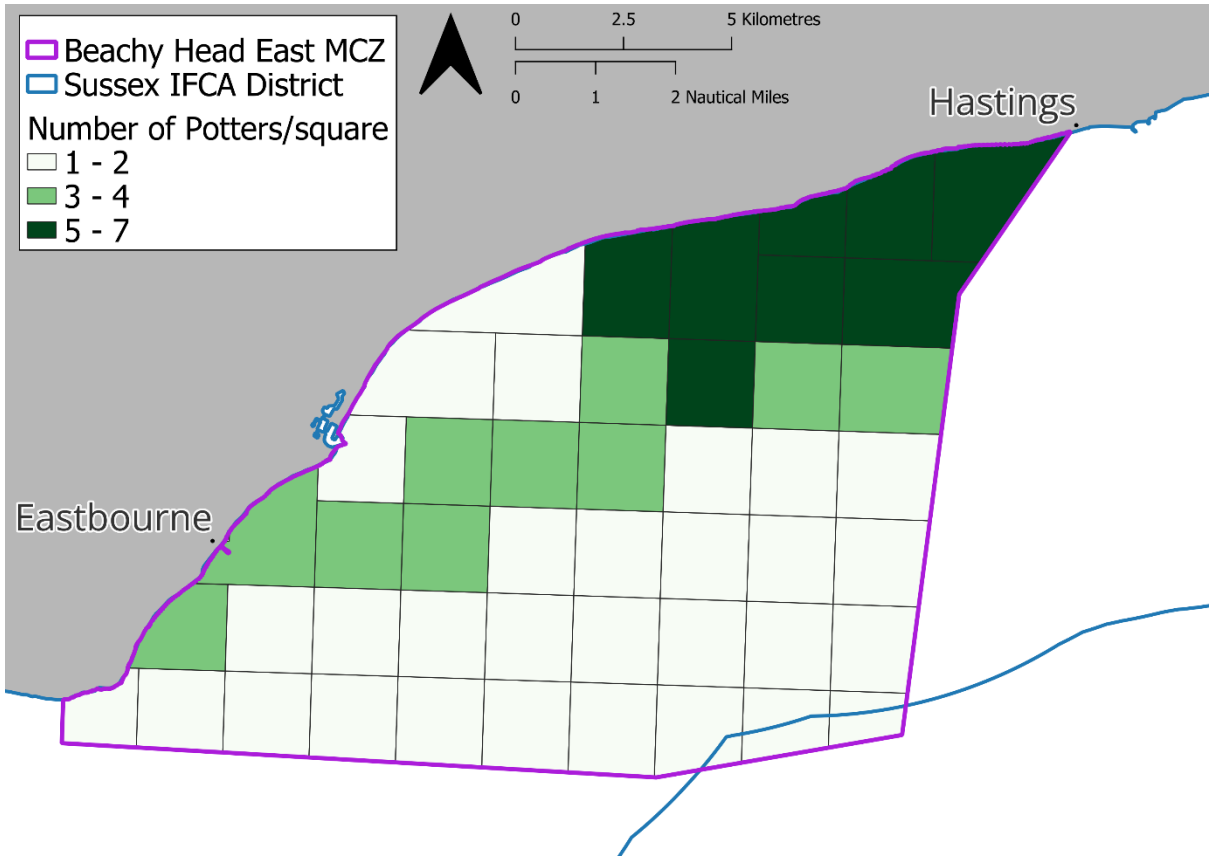 Beachy Head East MCZ
Sussex IFCA District
Number of Potters/square
1 - 2
3 - 4
5 - 7
0 2.5 5 Kilometres
0 1 2 Nautical Miles
Hastings
Eastbourne